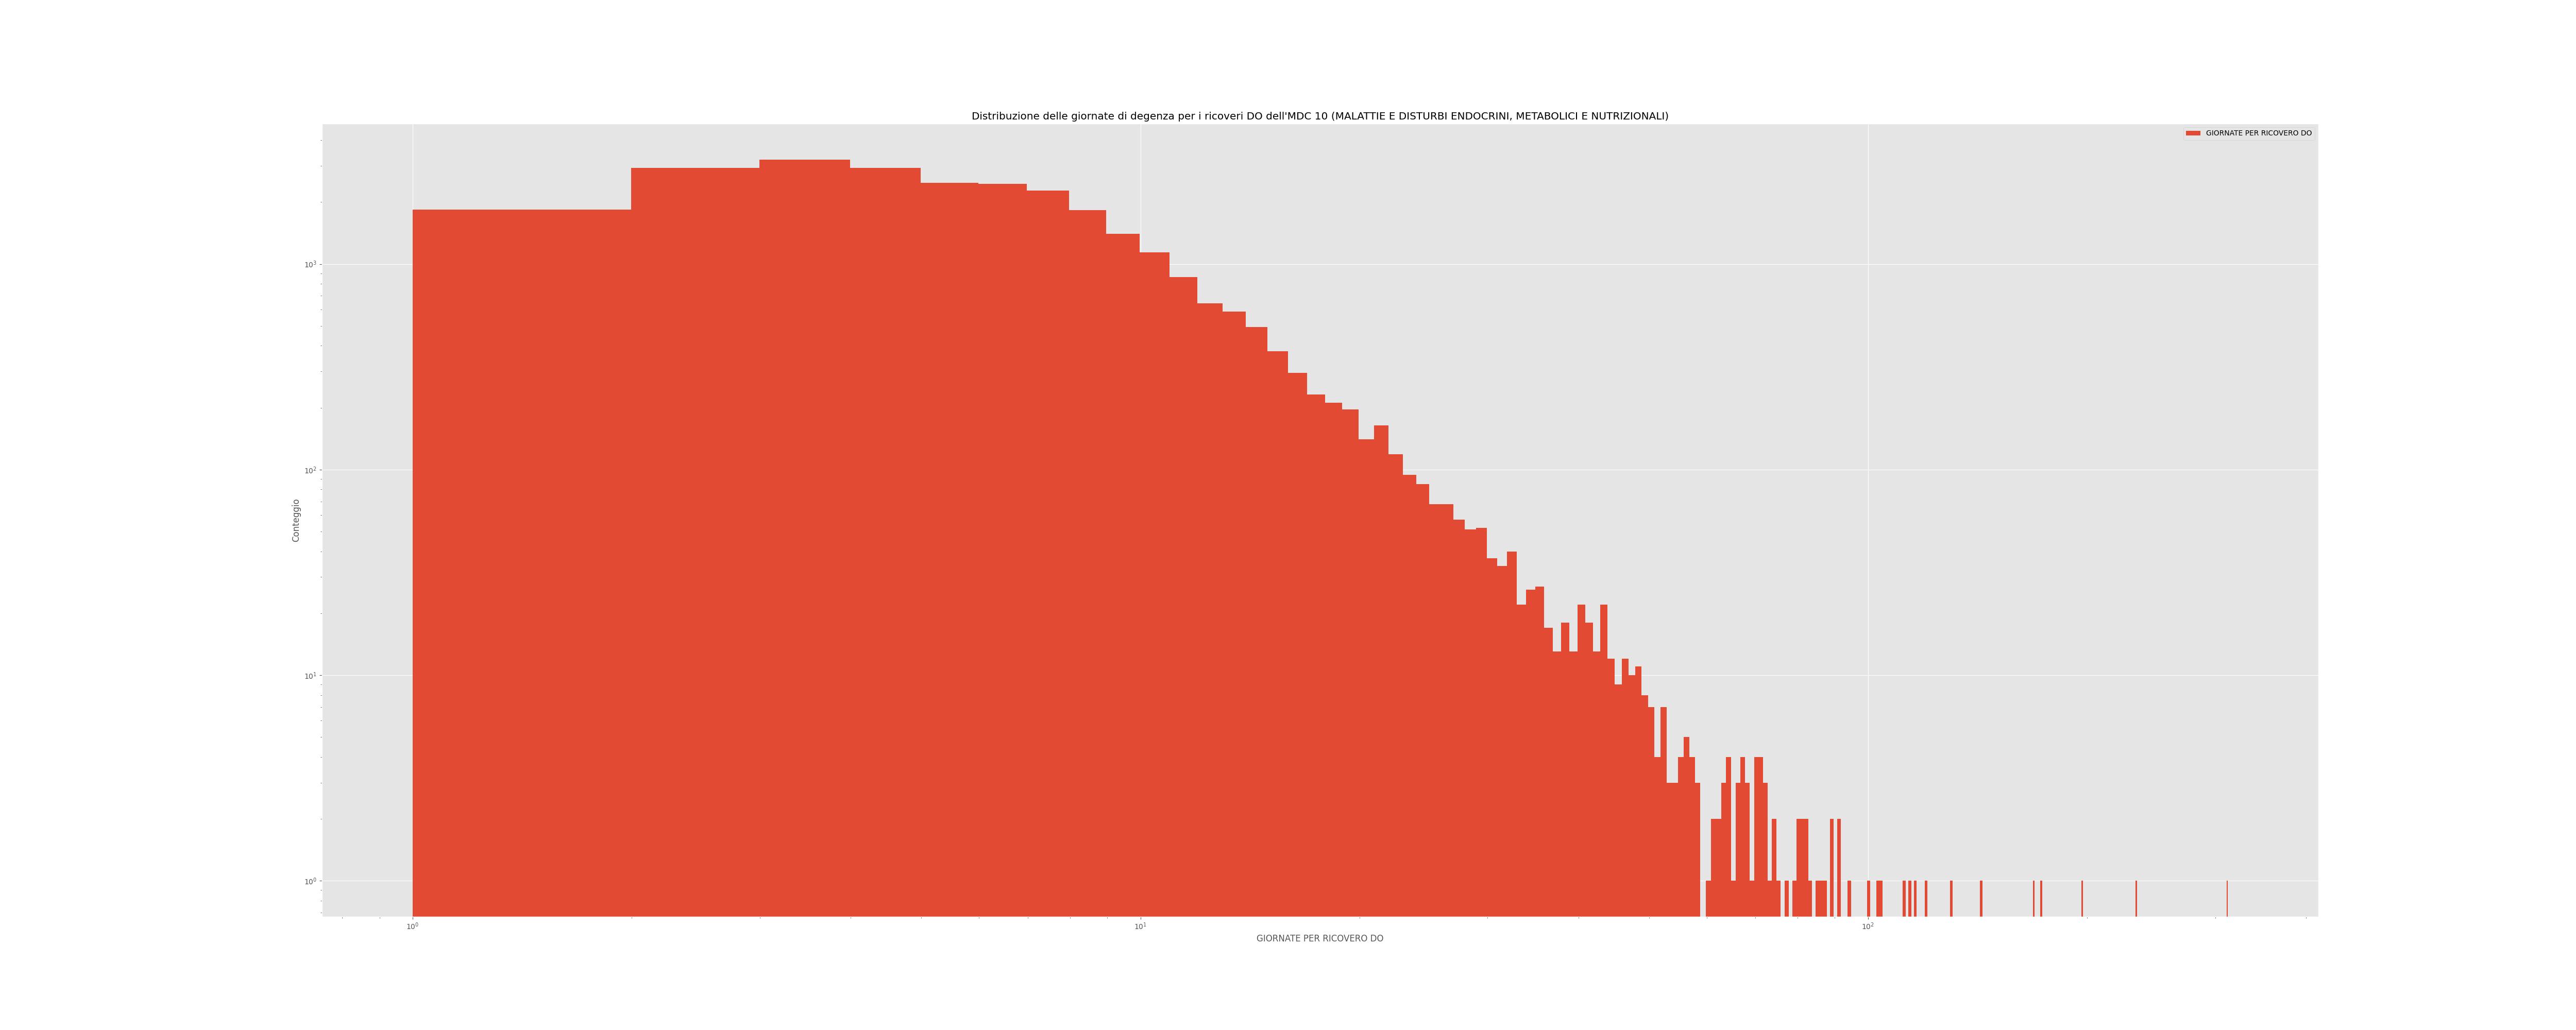 Distribuzione delle giornate di degenza per i ricoveri DO dell'MDC 10 (MALATTIE E DISTURBI ENDOCRINI, METABOLICI E NUTRIZIONALI)
GIORNATE PER RICOVERO DO
10³
10²
10¹
10⁰
Conteggio
10⁰ 10¹ 10²
GIORNATE PER RICOVERO DO